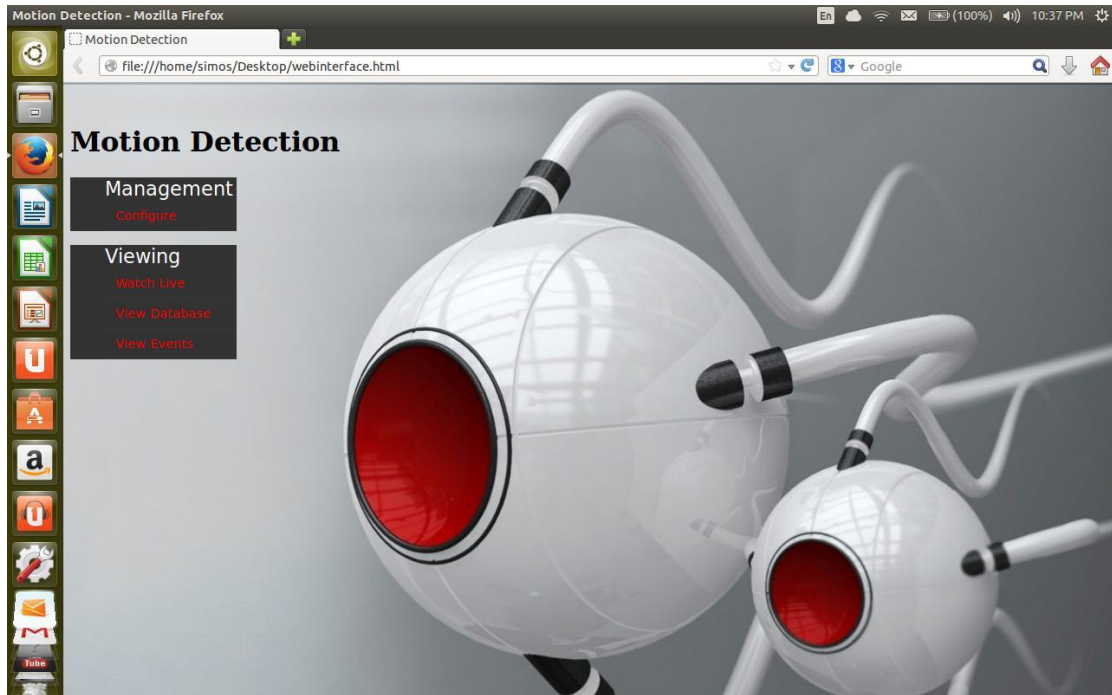 Motion Detection - Mozilla Firefox
En
(100%)
10:37 PM
Motion Detection
file:///home/simos/Desktop/webinterface.html
Google
Motion Detection
Management
Configure
Viewing
Watch Live
View Database
View Events
a
Tube